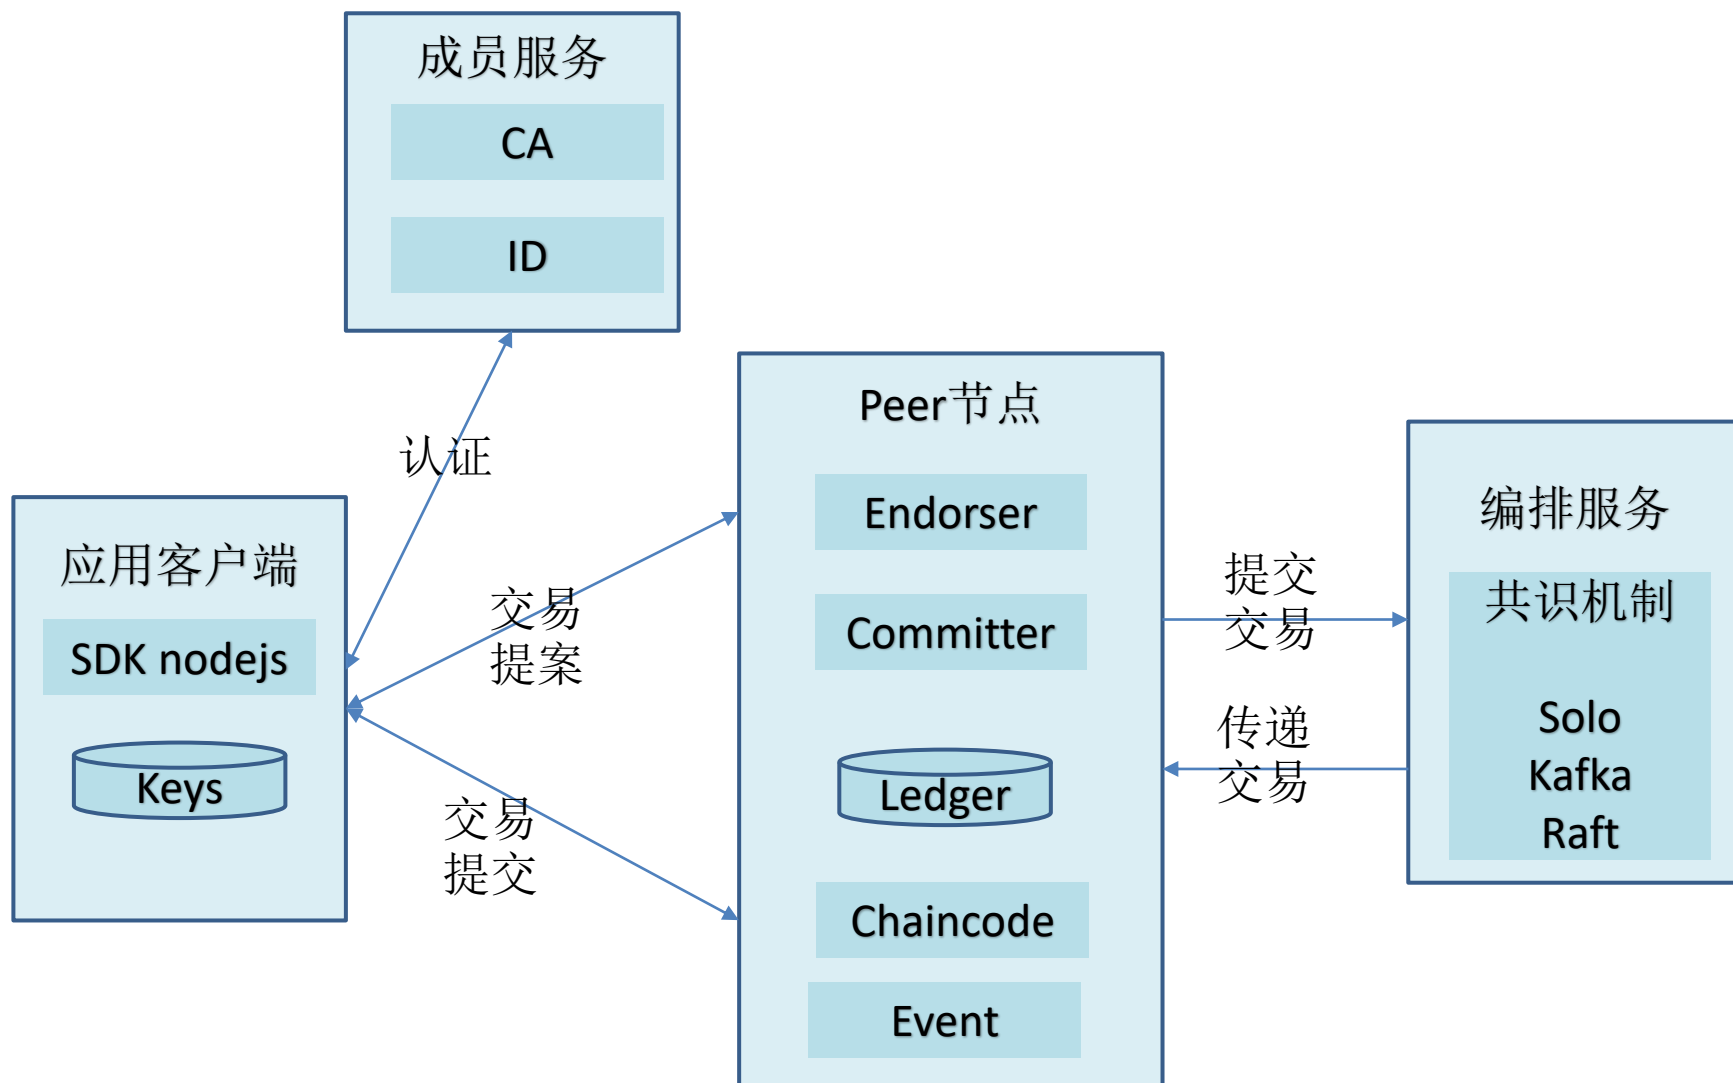 成员服务
CA
ID
认证
应用客户端
SDK nodejs
Keys
交易
提案
交易
提交
Peer节点
Endorser
Committer
Ledger
Chaincode
Event
提交
交易
传递
交易
编排服务
共识机制
Solo
Kafka
Raft